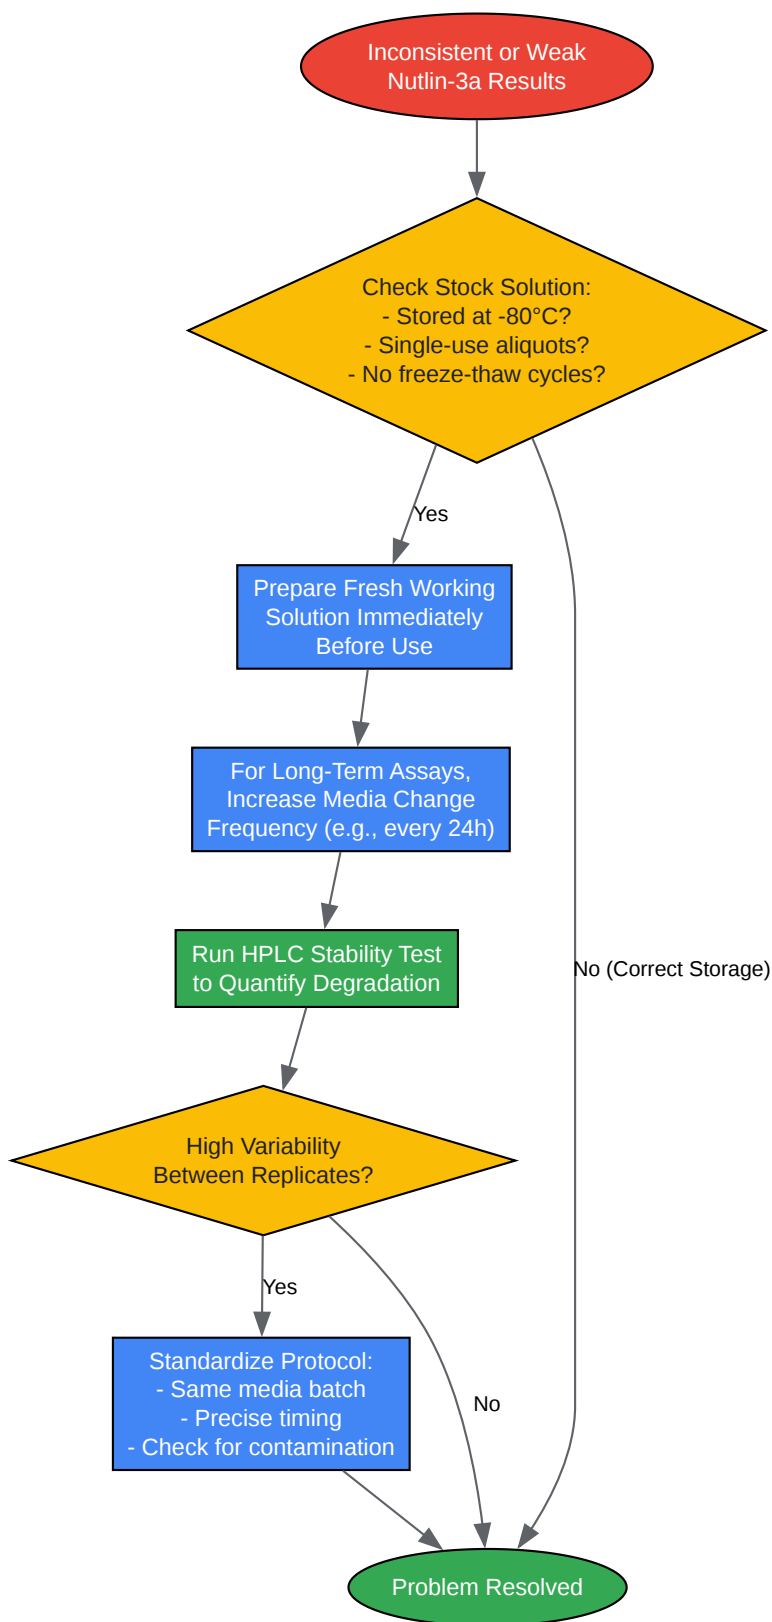 Inconsistent or Weak
Nutlin-3a Results
Check Stock Solution:
- Stored at -80°C?
- Single-use aliquots?
- No freeze-thaw cycles?
Yes
Prepare Fresh Working
Solution Immediately
Before Use
For Long-Term Assays,
Increase Media Change
Frequency (e.g., every 24h)
Run HPLC Stability Test
to Quantify Degradation
No (Correct Storage)
High Variability
Between Replicates?
Yes
Standardize Protocol:
- Same media batch
- Precise timing
- Check for contamination
No
Problem Resolved